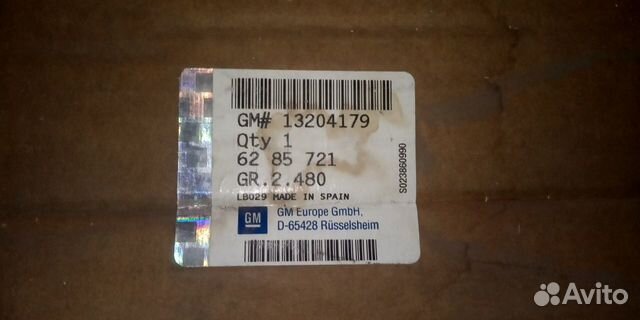 GM# 13204179
Qty 1
62 85 721
GR.2.480
LB029 MADE IN SPAIN
GM
GM Europe GmbH,
D-65428 Rüsselsheim
S023860990
Avito